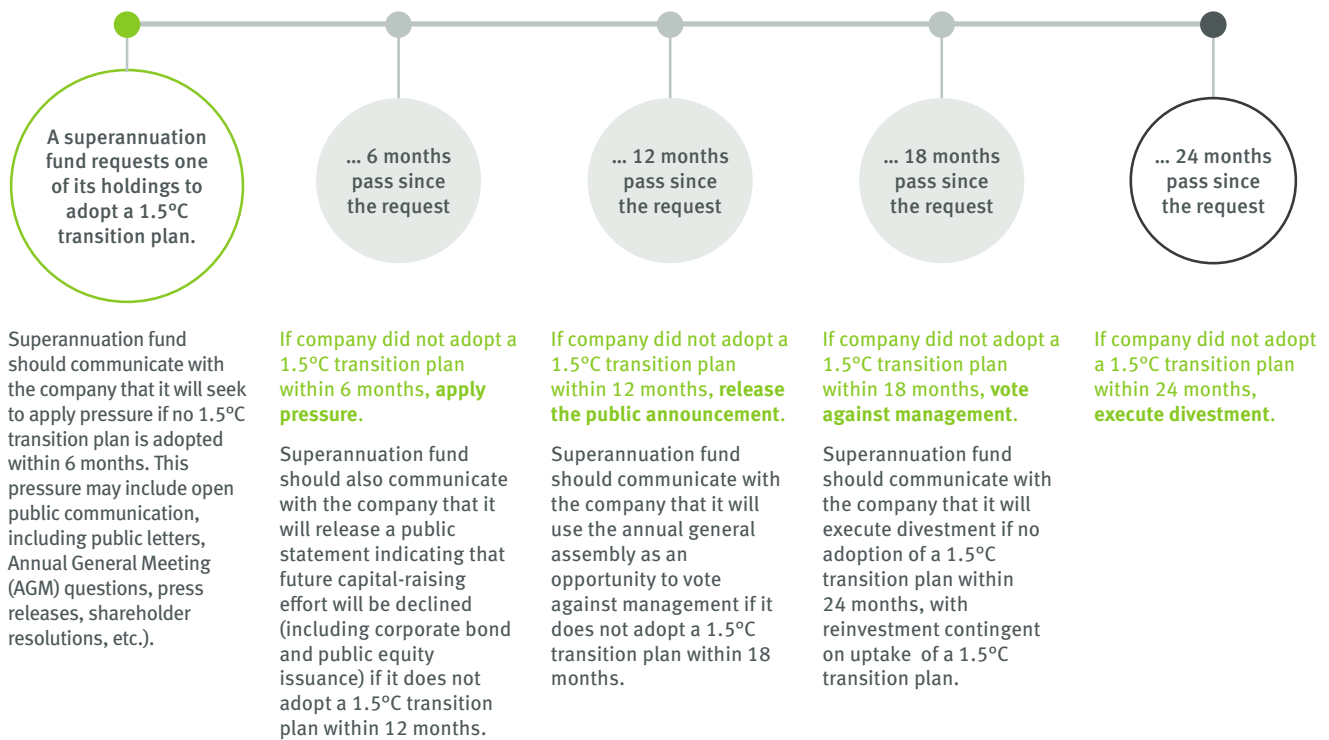 A superannuation
fund requests one
of its holdings to
adopt a 1.5°C
transition plan.
... 6 months
pass since
the request
... 12 months
pass since
the request
... 18 months
pass since
the request
... 24 months
pass since
the request
Superannuation fund
should communicate with
the company that it will seek
to apply pressure if no 1.5°C
transition plan is adopted
within 6 months. This
pressure may include open
public communication,
including public letters,
Annual General Meeting
(AGM) questions, press
releases, shareholder
resolutions, etc.).
If company did not adopt a
1.5°C transition plan
within 6 months, apply
pressure.
Superannuation fund
should also communicate
with the company that it
will release a public
statement indicating that
future capital-raising
effort will be declined
(including corporate bond
and public equity
issuance) if it does not
adopt a 1.5°C transition
plan within 12 months.
If company did not adopt a
1.5°C transition plan
within 12 months, release
the public announcement.
Superannuation fund
should communicate with
the company that it will
use the annual general
assembly as an
opportunity to vote
against management if it
does not adopt a 1.5°C
transition plan within 18
months.
If company did not adopt a
1.5°C transition plan
within 18 months, vote
against management.
Superannuation fund
should communicate with
the company that it will
execute divestment if no
adoption of a 1.5°C
transition plan within
24 months, with
reinvestment contingent
on uptake of a 1.5°C
transition plan.
If company did not adopt
a 1.5°C transition plan
within 24 months,
execute divestment.